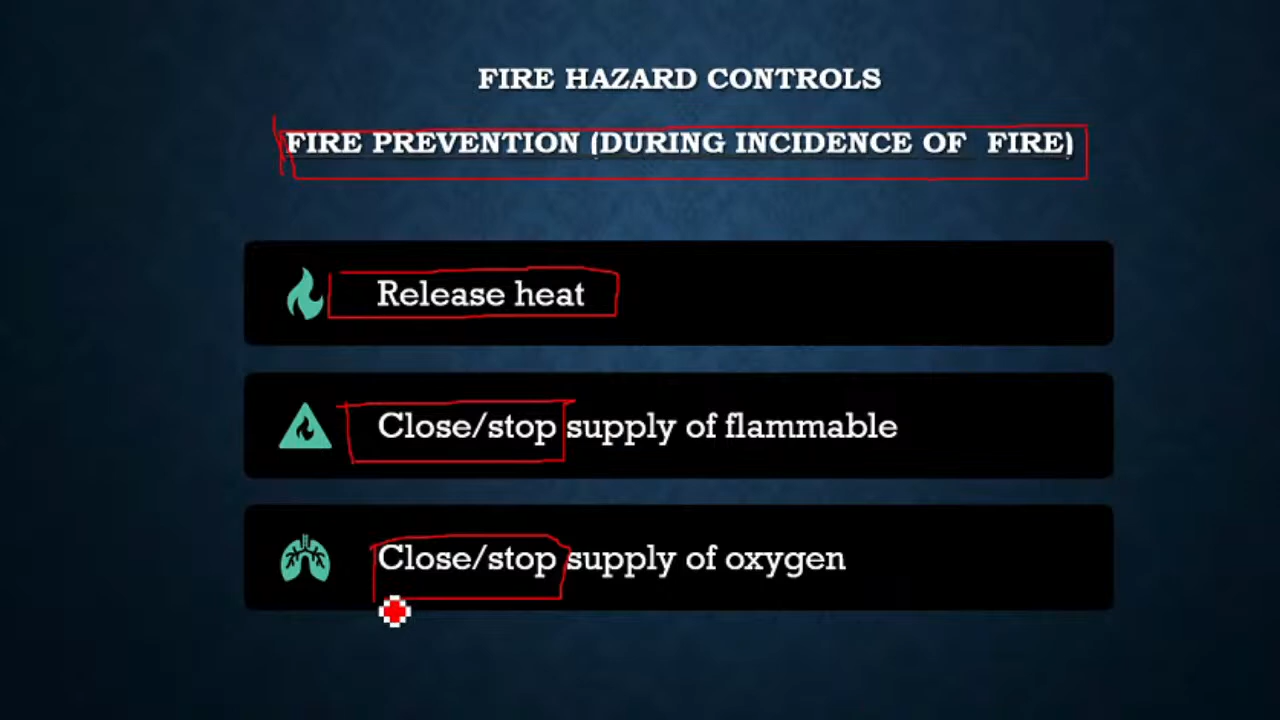 FIRE HAZARD CONTROLS
FIRE PREVENTION (DURING INCIDENCE OF FIRE)
Release heat
Close/stop supply of flammable
Close/stop supply of oxygen